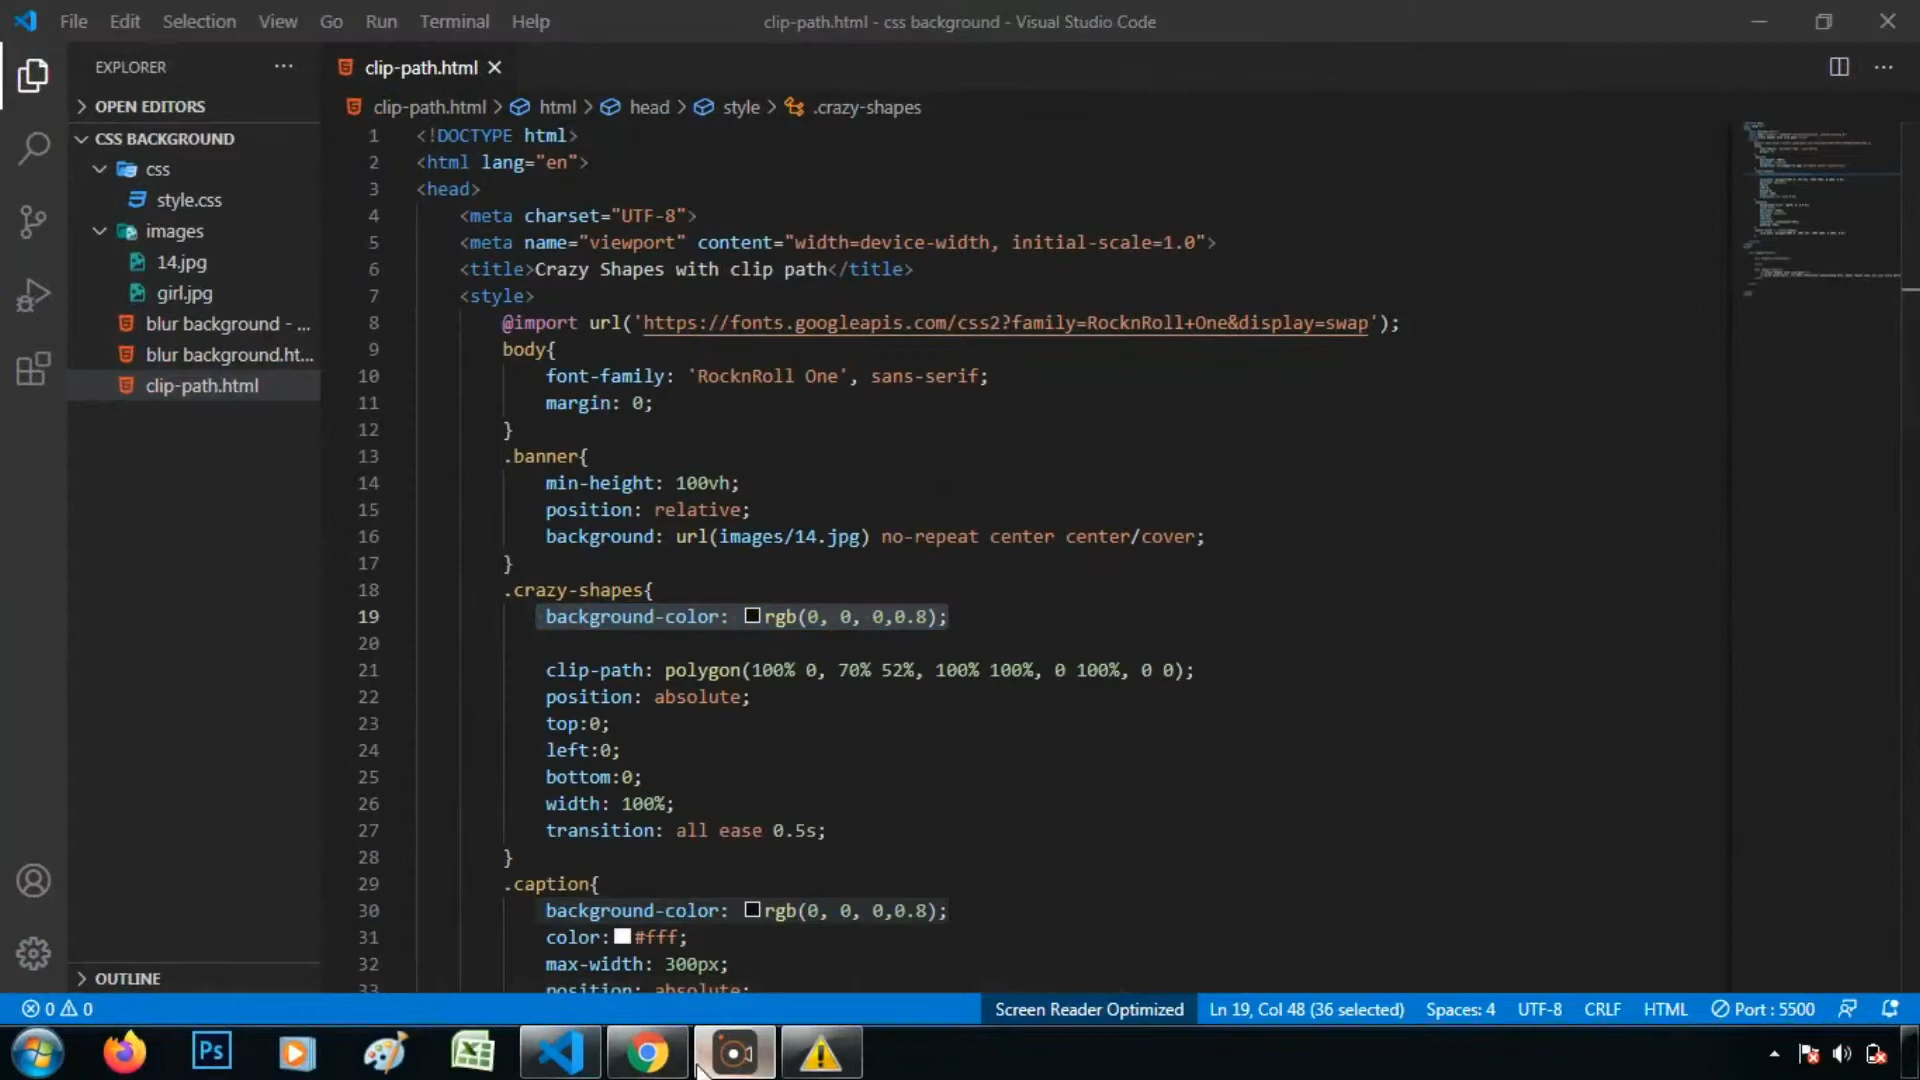 File Edit Selection View Go Run Terminal Help clip-path.html - css background - Visual Studio Code
EXPLORER
OPEN EDITORS
CSS BACKGROUND
css
style.css
images
14.jpg
girl.jpg
blur background - ...
blur background.ht...
clip-path.html
OUTLINE
clip-path.html
clip-path.html > html > head > style > .crazy-shapes
1 <!DOCTYPE html>
2 <html lang="en">
3 <head>
4 <meta charset="UTF-8">
5 <meta name="viewport" content="width=device-width, initial-scale=1.0">
6 <title>Crazy Shapes with clip path</title>
7 <style>
8 @import url('https://fonts.googleapis.com/css2?family=RocknRoll+One&display=swap');
9 body{
10 font-family: 'RocknRoll One', sans-serif;
11 margin: 0;
12 }
13 .banner{
14 min-height: 100vh;
15 position: relative;
16 background: url(images/14.jpg) no-repeat center center/cover;
17 }
18 .crazy-shapes{
19 background-color: rgb(0, 0, 0,0.8);
20
21 clip-path: polygon(100% 0, 70% 52%, 100% 100%, 0 100%, 0 0);
22 position: absolute;
23 top:0;
24 left:0;
25 bottom:0;
26 width: 100%;
27 transition: all ease 0.5s;
28 }
29 .caption{
30 background-color: rgb(0, 0, 0,0.8);
31 color: #fff;
32 max-width: 300px;
33 position: absolute;
0 0 Screen Reader Optimized Ln 19, Col 48 (36 selected) Spaces: 4 UTF-8 CRLF HTML Port : 5500
Ps